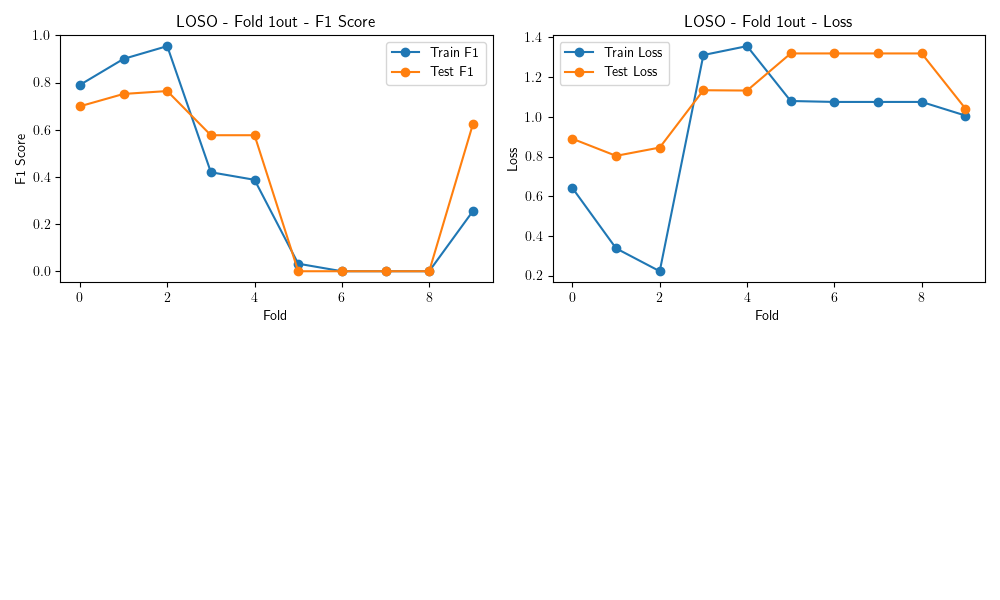 LOSO - Fold 1out - F1 Score
F1 Score
1.0
0.8
0.6
0.4
0.2
0.0
Train F1
Test F1
0 2 4 6 8
Fold
LOSO - Fold 1out - Loss
Loss
1.4
1.2
1.0
0.8
0.6
0.4
0.2
Train Loss
Test Loss
0 2 4 6 8
Fold